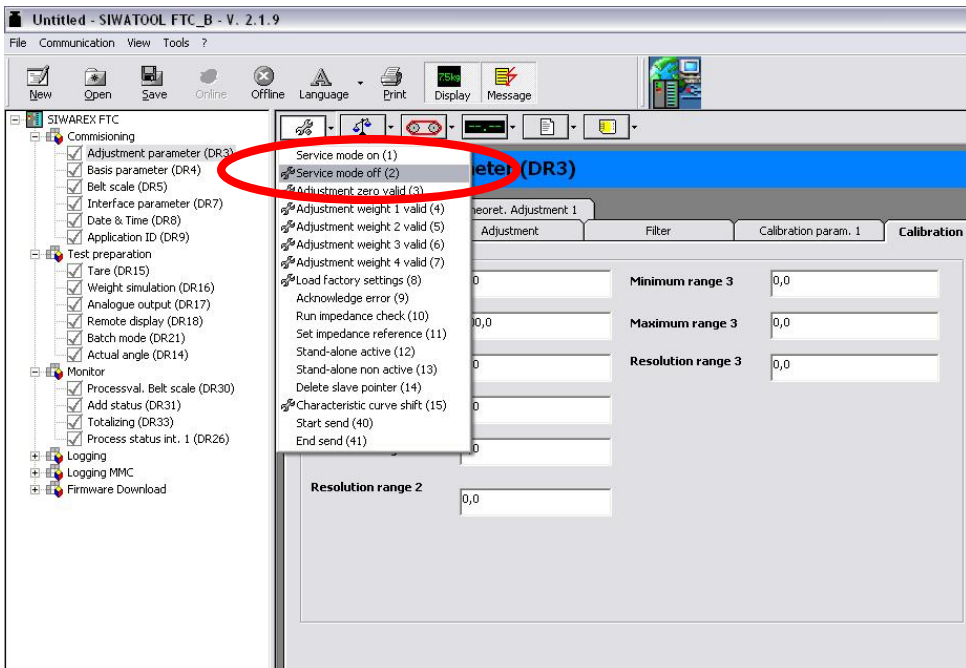 Untitled - SIWATOOL FTC_B - V. 2.1.9
File Communication View Tools ?
New Open Save Online Offline Language Print 75kg Display Message
SIWAREX FTC
Commisioning
Adjustment parameter (DR3)
Basis parameter (DR4)
Belt scale (DR5)
Interface parameter (DR7)
Date & Time (DR8)
Application ID (DR9)
Test preparation
Tare (DR15)
Weight simulation (DR16)
Analogue output (DR17)
Remote display (DR18)
Batch mode (DR21)
Actual angle (DR14)
Monitor
Processval. Belt scale (DR30)
Add status (DR31)
Totalizing (DR33)
Process status int. 1 (DR26)
Logging
Logging MMC
Firmware Download
Service mode on (1)
Service mode off (2)
Adjustment zero valid (3)
Adjustment weight 1 valid (4)
Adjustment weight 2 valid (5)
Adjustment weight 3 valid (6)
Adjustment weight 4 valid (7)
Load factory settings (8)
Acknowledge error (9)
Run impedance check (10)
Set impedance reference (11)
Stand-alone active (12)
Stand-alone non active (13)
Delete slave pointer (14)
Characteristic curve shift (15)
Start send (40)
End send (41)
(DR3)
Adjustment 1
Adjustment Filter Calibration param. 1 Calibration
Minimum range 3 0,0
Maximum range 3 0,0
Resolution range 3 0,0
Resolution range 2 0,0